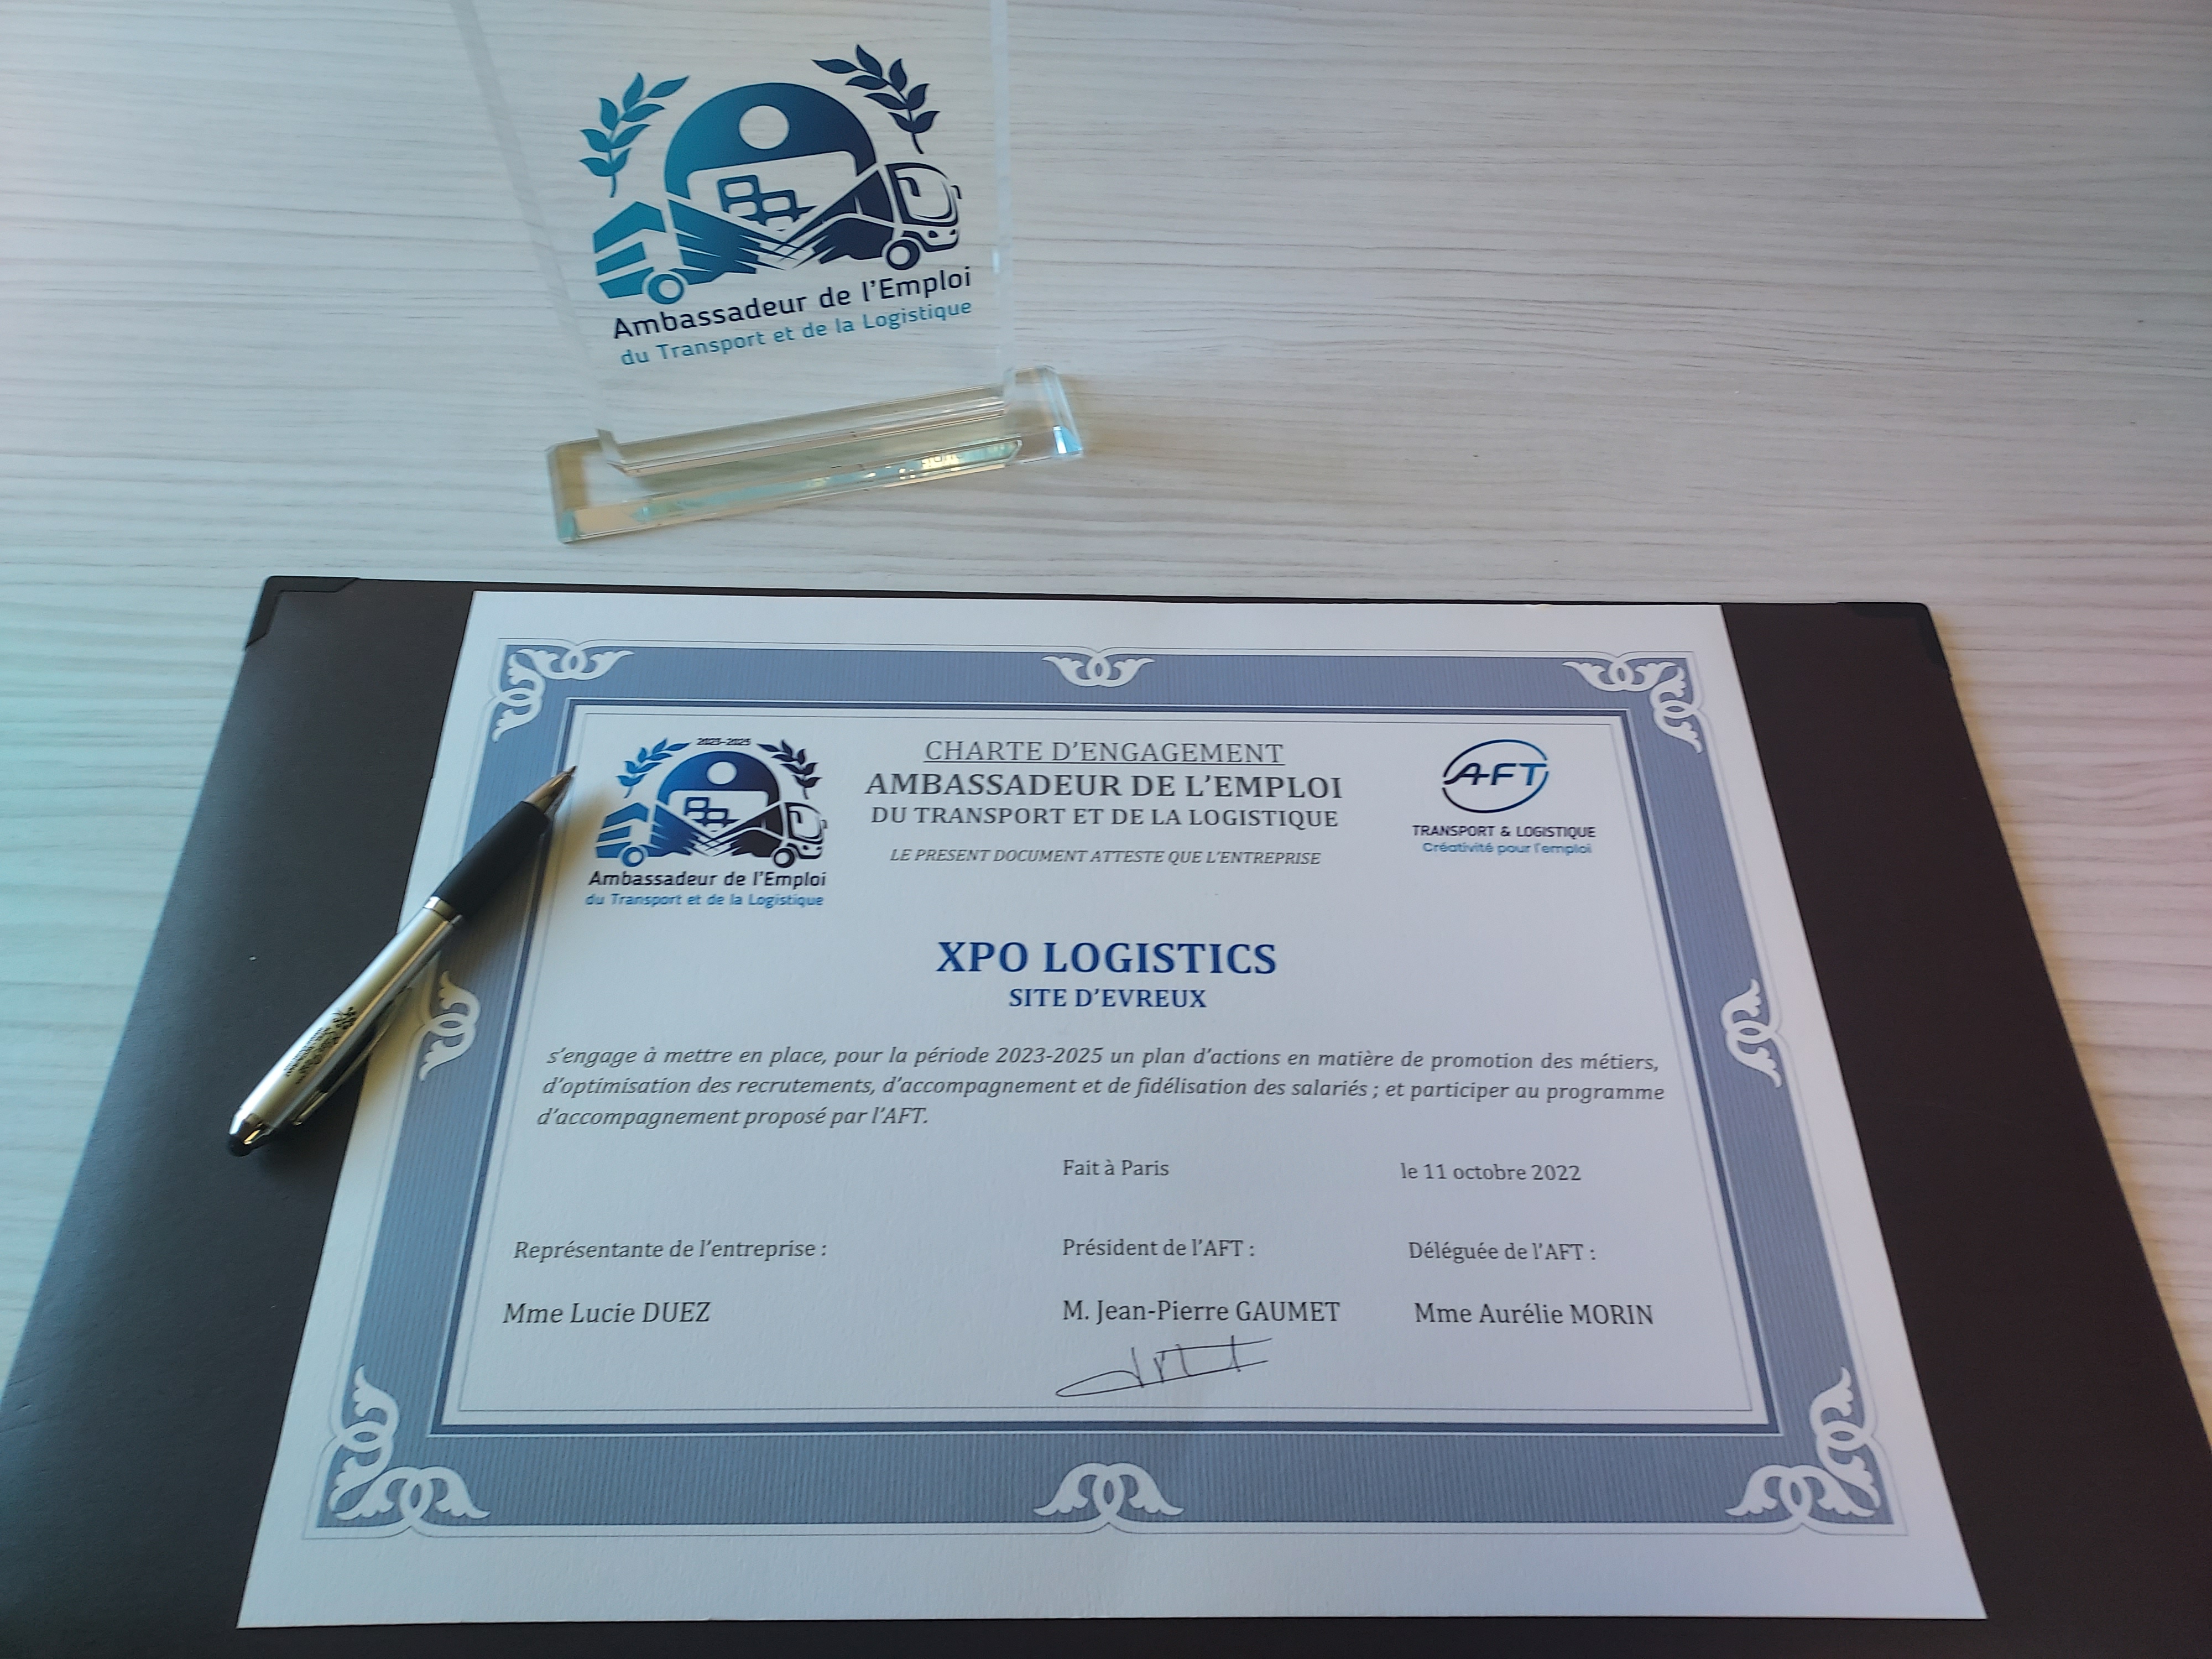 Ambassadeur de l'Emploi
du Transport et de la Logistique
2023-2025
Ambassadeur de l'Emploi
du Transport et de la Logistique
CHARTE D'ENGAGEMENT
AMBASSADEUR DE L'EMPLOI
DU TRANSPORT ET DE LA LOGISTIQUE
LE PRESENT DOCUMENT ATTESTE QUE L'ENTREPRISE
AFT
TRANSPORT & LOGISTIQUE
Créativité pour l'emploi
XPO LOGISTICS
SITE D'EVREUX
s'engage à mettre en place, pour la période 2023-2025 un plan d'actions en matière de promotion des métiers,
d'optimisation des recrutements, d'accompagnement et de fidélisation des salariés ; et participer au programme
d'accompagnement proposé par l'AFT.
Fait à Paris le 11 octobre 2022
Représentante de l'entreprise : Président de l'AFT : Déléguée de l'AFT :
Mme Lucie DUEZ M. Jean-Pierre GAUMET Mme Aurélie MORIN